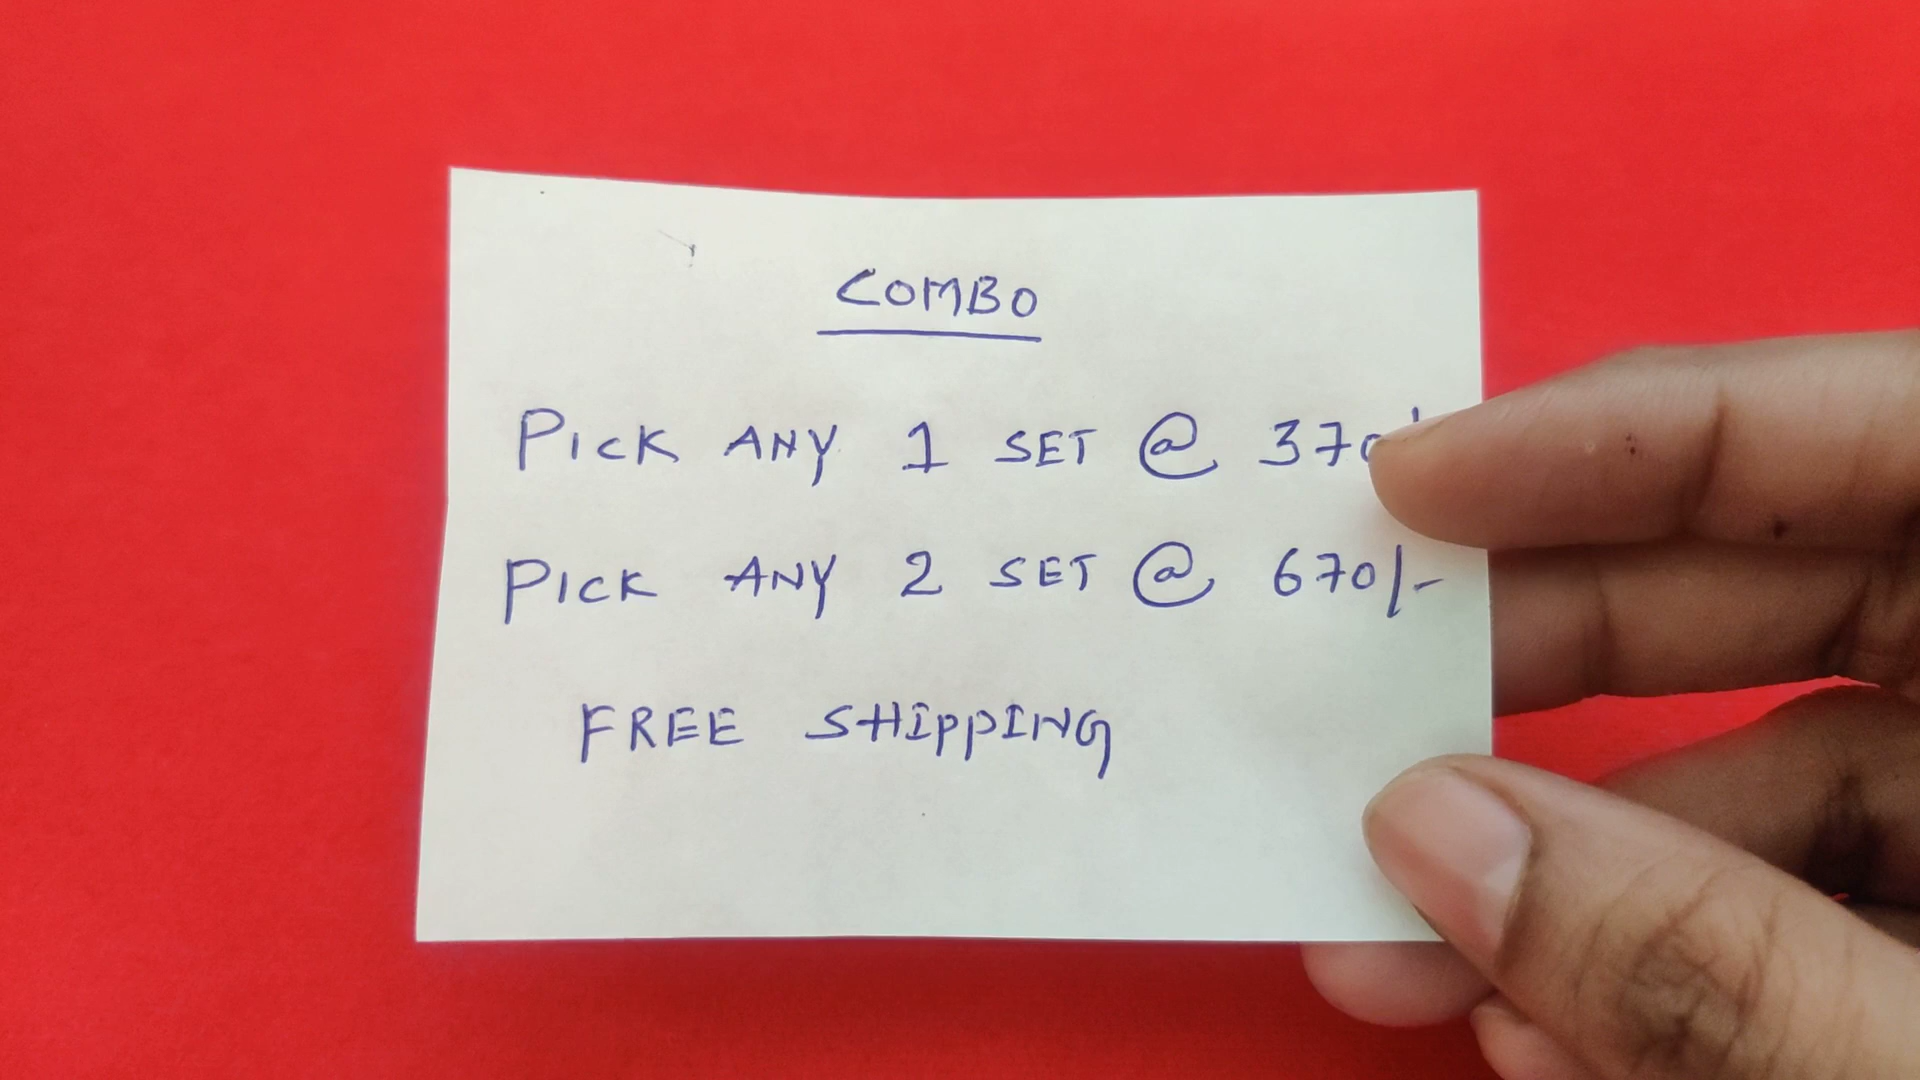 COMBO
PICK ANY 1 SET @ 370
PICK ANY 2 SET @ 670/-
FREE SHIPPING